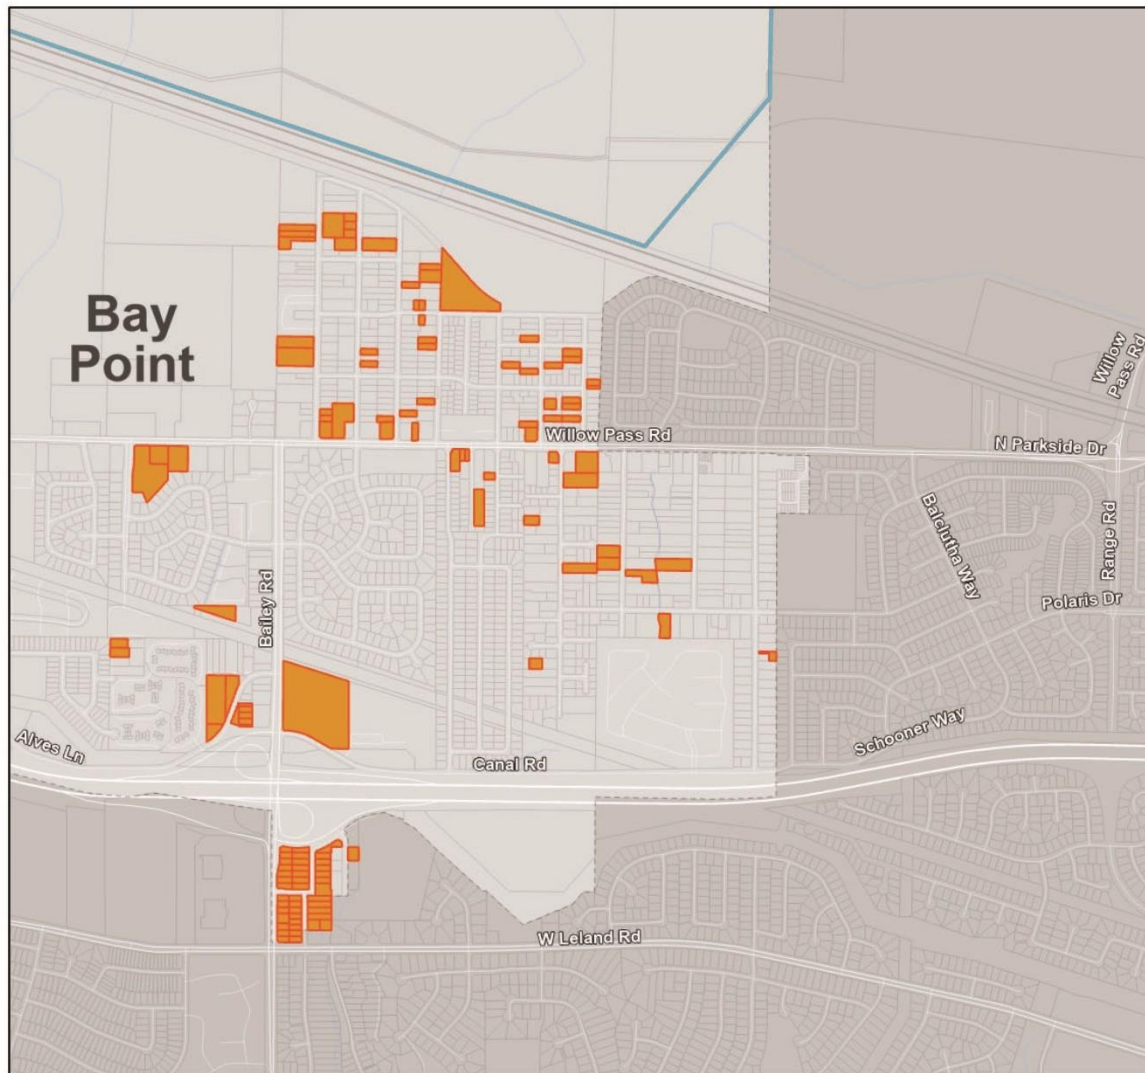 Bay
Point
Willow
Pass Rd
Willow Pass Rd
N Parkside Dr
Balclutha Way
Range Rd
Bailey Rd
Polaris Dr
Schooner Way
Alves Ln
Canal Rd
W Leland Rd